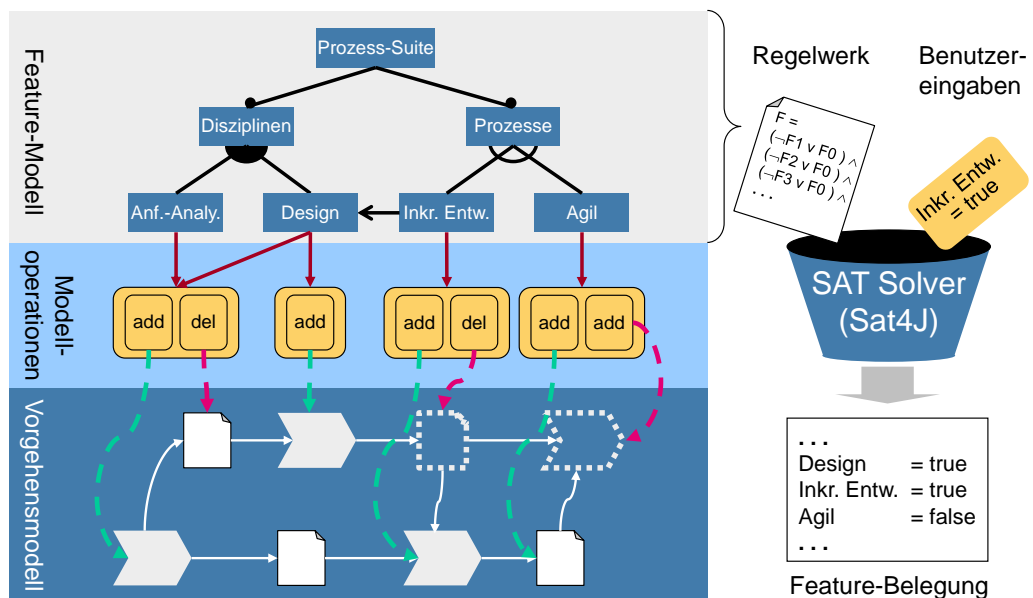 Feature-Modell
Prozess-Suite
Disziplinen
Prozesse
Anf.-Analy.
Design
Inkr. Entw.
Agil
Modell-
operationen
add
del
add
add
del
add
add
Vorgehensmodell
Regelwerk
Benutzer-
eingaben
F =
(¬F1 v F0 ) ∧
(¬F2 v F0 ) ∧
(¬F3 v F0 ) ∧
. . .
Inkr. Entw.
= true
SAT Solver
(Sat4J)
. . .
Design = true
Inkr. Entw. = true
Agil = false
. . .
Feature-Belegung